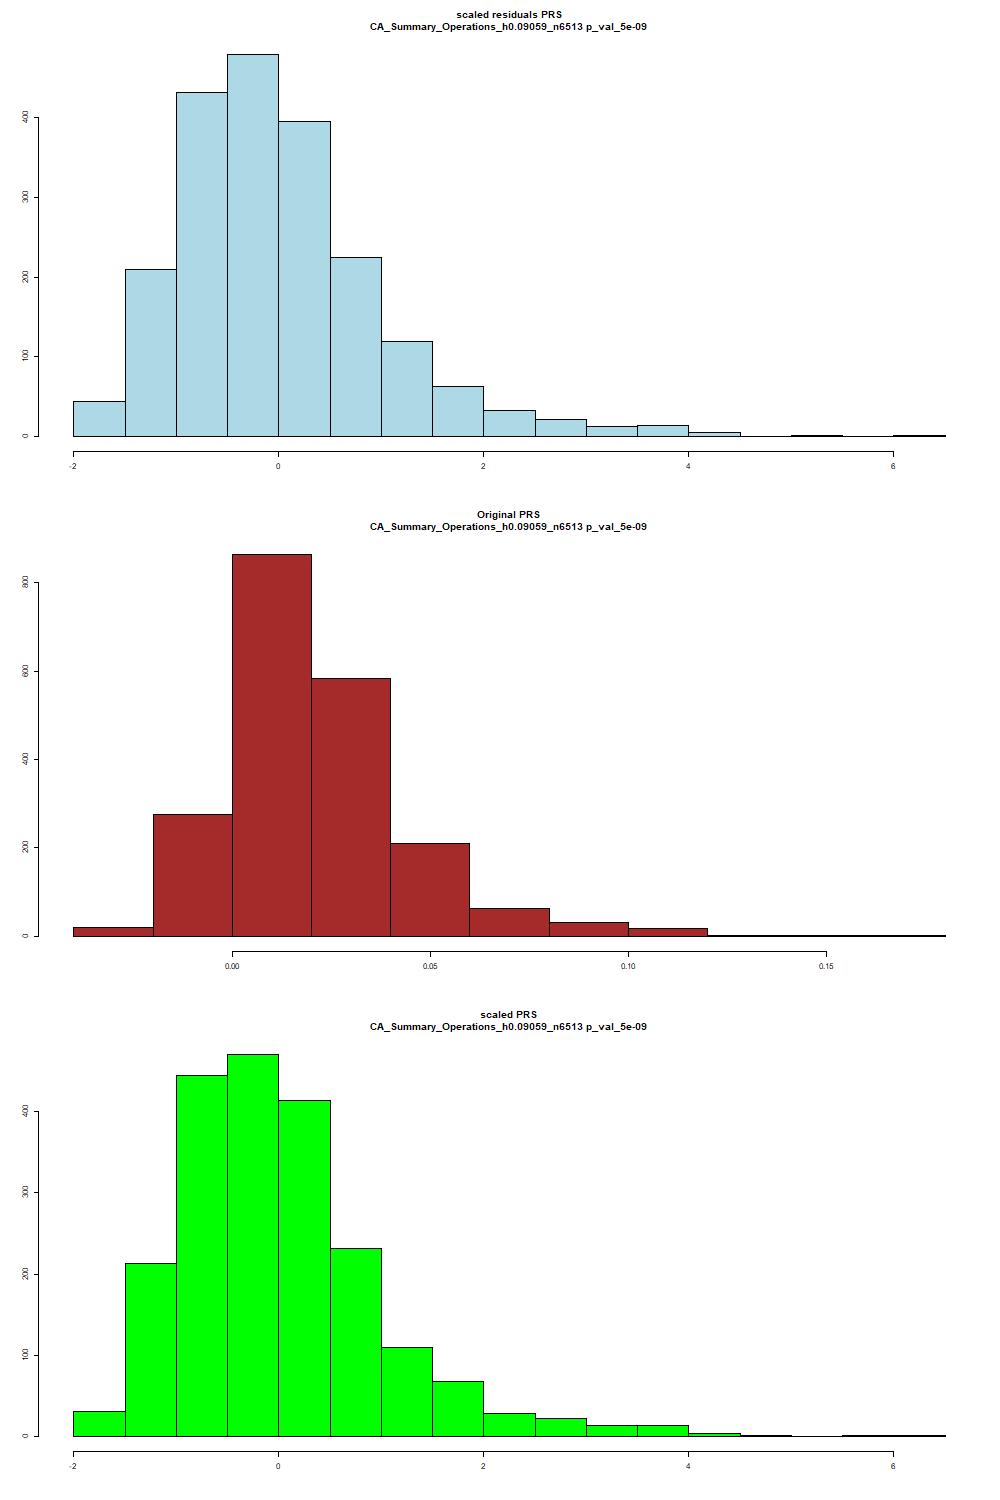 scaled residuals PRS
CA_Summary_Operations_h0.09059_n6513 p_val_5e-09
400
300
200
100
0
-2 0 2 4 6
Original PRS
CA_Summary_Operations_h0.09059_n6513 p_val_5e-09
800
600
400
200
0
0.00 0.05 0.10 0.15
scaled PRS
CA_Summary_Operations_h0.09059_n6513 p_val_5e-09
400
300
200
100
0
-2 0 2 4 6